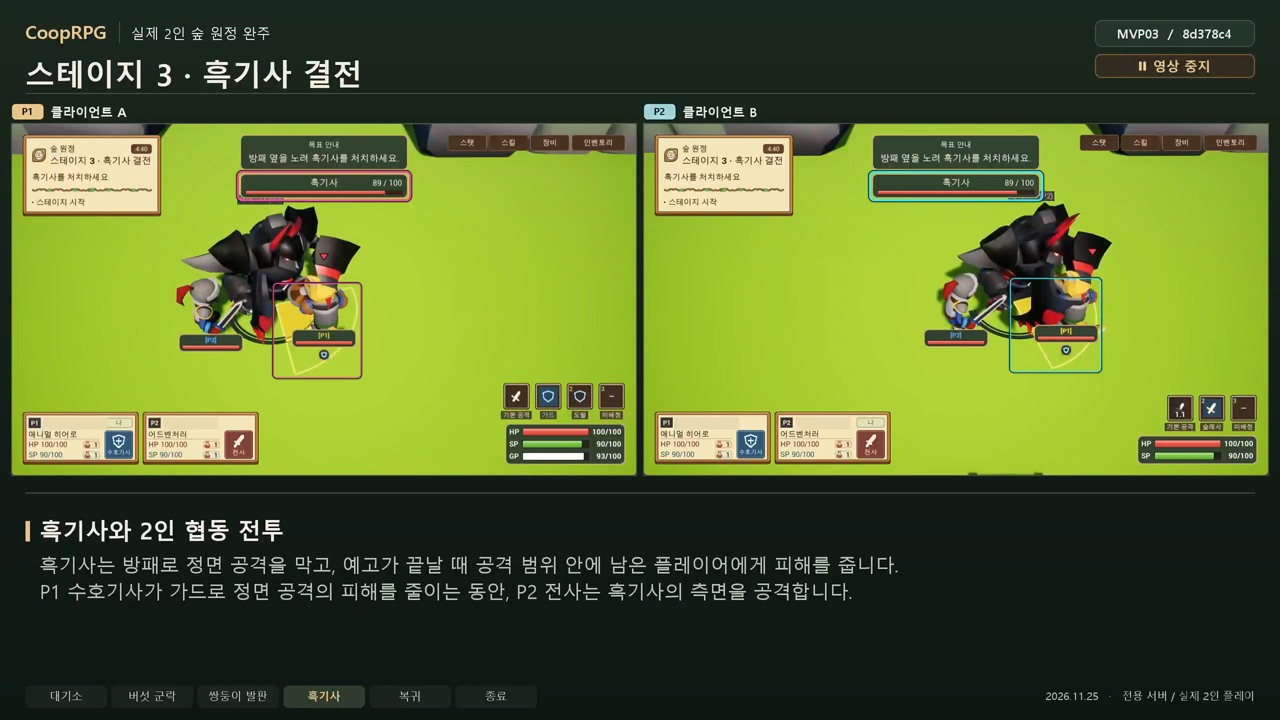 CoopRPG 실제 2인 숲 원정 완주
MVP03 / 8d378c4
스테이지 3 · 흑기사 결전
영상 중지
P1 클라이언트 A
숲 원정 4:40
스테이지 3 · 흑기사 결전
흑기사를 처치하세요
· 스테이지 시작
목표 안내
방패 옆을 노려 흑기사를 처치하세요.
흑기사 89 / 100
스탯 스킬 장비 인벤토리
[P2]
[P1]
P1 나
애니멀 히어로
HP 100/100 1
SP 90/100 1
수호기사
P2
어드벤처러
HP 100/100 1
SP 90/100 1
전사
2 3
기본 공격 가드 도발 미배정
HP 100/100
SP 90/100
GP 93/100
P2 클라이언트 B
숲 원정 4:40
스테이지 3 · 흑기사 결전
흑기사를 처치하세요
· 스테이지 시작
목표 안내
방패 옆을 노려 흑기사를 처치하세요.
흑기사 89 / 100
스탯 스킬 장비 인벤토리
[P2]
[P1]
P1
애니멀 히어로
HP 100/100 1
SP 90/100 1
수호기사
P2 나
어드벤처러
HP 100/100 1
SP 90/100 1
전사
1.1 2 3
기본 공격 슬래시 미배정
HP 100/100
SP 90/100
흑기사와 2인 협동 전투
흑기사는 방패로 정면 공격을 막고, 예고가 끝날 때 공격 범위 안에 남은 플레이어에게 피해를 줍니다.
P1 수호기사가 가드로 정면 공격의 피해를 줄이는 동안, P2 전사는 흑기사의 측면을 공격합니다.
대기소 버섯 군락 쌍둥이 발판 흑기사 복귀 종료
2026.11.25 · 전용 서버 / 실제 2인 플레이